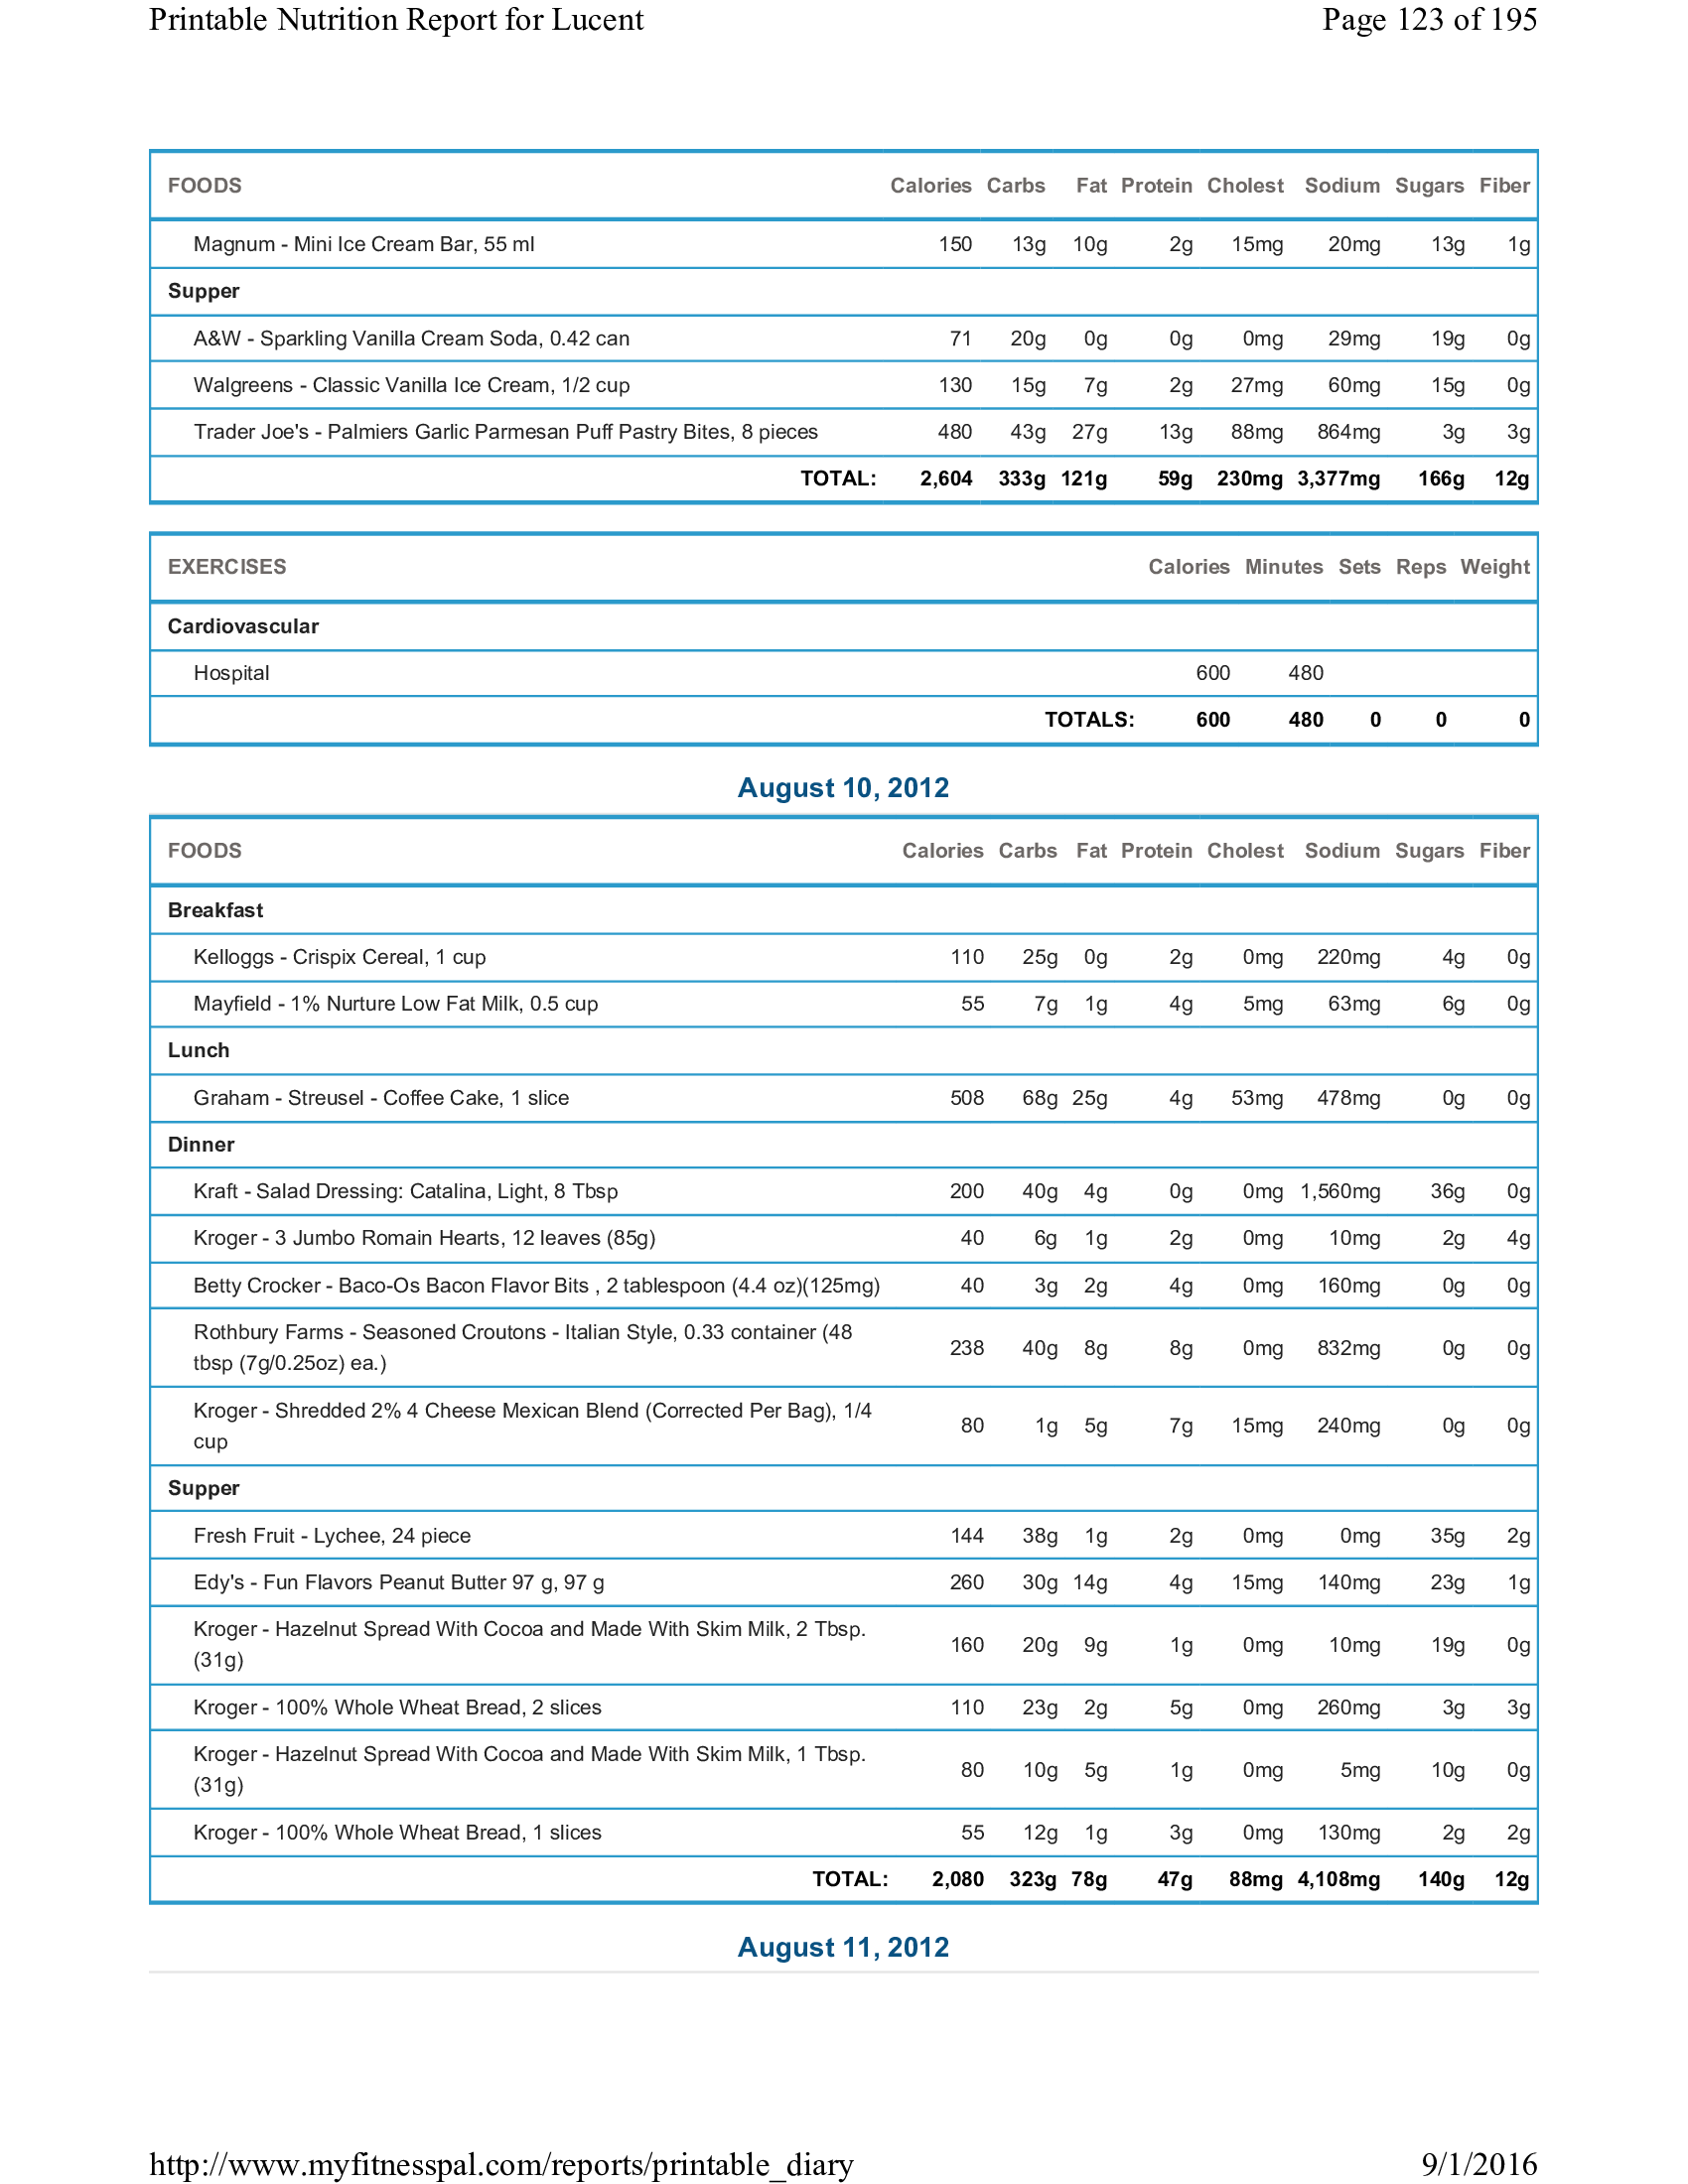 Printable Nutrition Report for Lucent Page 123 of 195
FOODS Calories Carbs Fat Protein Cholest Sodium Sugars Fiber
Magnum - Mini Ice Cream Bar, 55 ml 150 13g 10g 2g 15mg 20mg 13g 1g
Supper
A&W - Sparkling Vanilla Cream Soda, 0.42 can 71 20g 0g 0g 0mg 29mg 19g 0g
Walgreens - Classic Vanilla Ice Cream, 1/2 cup 130 15g 7g 2g 27mg 60mg 15g 0g
Trader Joe's - Palmiers Garlic Parmesan Puff Pastry Bites, 8 pieces 480 43g 27g 13g 88mg 864mg 3g 3g
TOTAL: 2,604 333g 121g 59g 230mg 3,377mg 166g 12g
EXERCISES Calories Minutes Sets Reps Weight
Cardiovascular
Hospital 600 480
TOTALS: 600 480 0 0 0
August 10, 2012
FOODS Calories Carbs Fat Protein Cholest Sodium Sugars Fiber
Breakfast
Kelloggs - Crispix Cereal, 1 cup 110 25g 0g 2g 0mg 220mg 4g 0g
Mayfield - 1% Nurture Low Fat Milk, 0.5 cup 55 7g 1g 4g 5mg 63mg 6g 0g
Lunch
Graham - Streusel - Coffee Cake, 1 slice 508 68g 25g 4g 53mg 478mg 0g 0g
Dinner
Kraft - Salad Dressing: Catalina, Light, 8 Tbsp 200 40g 4g 0g 0mg 1,560mg 36g 0g
Kroger - 3 Jumbo Romain Hearts, 12 leaves (85g) 40 6g 1g 2g 0mg 10mg 2g 4g
Betty Crocker - Baco-Os Bacon Flavor Bits , 2 tablespoon (4.4 oz)(125mg) 40 3g 2g 4g 0mg 160mg 0g 0g
Rothbury Farms - Seasoned Croutons - Italian Style, 0.33 container (48
tbsp (7g/0.25oz) ea.) 238 40g 8g 8g 0mg 832mg 0g 0g
Kroger - Shredded 2% 4 Cheese Mexican Blend (Corrected Per Bag), 1/4
cup 80 1g 5g 7g 15mg 240mg 0g 0g
Supper
Fresh Fruit - Lychee, 24 piece 144 38g 1g 2g 0mg 0mg 35g 2g
Edy's - Fun Flavors Peanut Butter 97 g, 97 g 260 30g 14g 4g 15mg 140mg 23g 1g
Kroger - Hazelnut Spread With Cocoa and Made With Skim Milk, 2 Tbsp.
(31g) 160 20g 9g 1g 0mg 10mg 19g 0g
Kroger - 100% Whole Wheat Bread, 2 slices 110 23g 2g 5g 0mg 260mg 3g 3g
Kroger - Hazelnut Spread With Cocoa and Made With Skim Milk, 1 Tbsp.
(31g) 80 10g 5g 1g 0mg 5mg 10g 0g
Kroger - 100% Whole Wheat Bread, 1 slices 55 12g 1g 3g 0mg 130mg 2g 2g
TOTAL: 2,080 323g 78g 47g 88mg 4,108mg 140g 12g
August 11, 2012
http://www.myfitnesspal.com/reports/printable_diary 9/1/2016